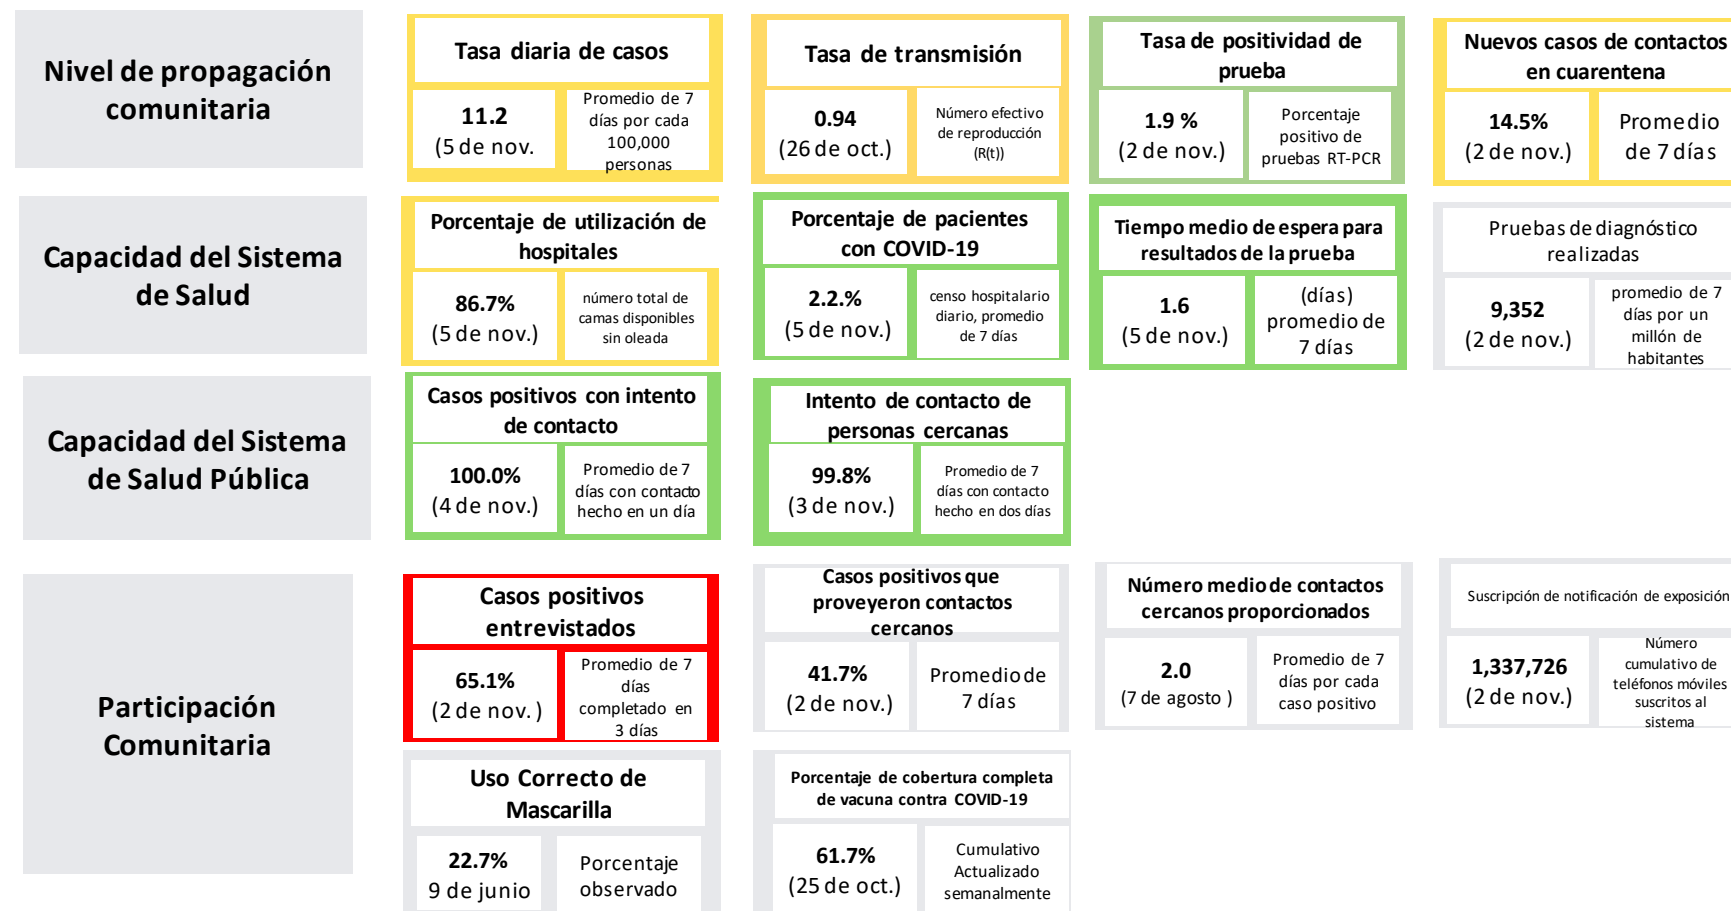 Nivel de propagación
comunitaria
Tasa diaria de casos
11.2
(5 de nov.
Promedio de 7
días por cada
100,000
personas
Tasa de transmisión
0.94
(26 de oct.)
Número efectivo
de reproducción
(R(t))
Tasa de positividad de
prueba
1.9 %
(2 de nov.)
Porcentaje
positivo de
pruebas RT-PCR
Nuevos casos de contactos
en cuarentena
14.5%
(2 de nov.)
Promedio
de 7 días
Capacidad del Sistema
de Salud
Porcentaje de utilización de
hospitales
86.7%
(5 de nov.)
número total de
camas disponibles
sin oleada
Porcentaje de pacientes
con COVID-19
2.2.%
(5 de nov.)
censo hospitalario
diario, promedio
de 7 días
Tiempo medio de espera para
resultados de la prueba
1.6
(5 de nov.)
(días)
promedio de
7 días
Pruebas de diagnóstico
realizadas
9,352
(2 de nov.)
promedio de 7
días por un
millón de
habitantes
Capacidad del Sistema
de Salud Pública
Casos positivos con intento
de contacto
100.0%
(4 de nov.)
Promedio de 7
días con contacto
hecho en un día
Intento de contacto de
personas cercanas
99.8%
(3 de nov.)
Promedio de 7
días con contacto
hecho en dos días
Participación
Comunitaria
Casos positivos
entrevistados
65.1%
(2 de nov. )
Promedio de 7
días
completado en
3 días
Casos positivos que
proveyeron contactos
cercanos
41.7%
(2 de nov.)
Promedio de
7 días
Número medio de contactos
cercanos proporcionados
2.0
(7 de agosto )
Promedio de 7
días por cada
caso positivo
Suscripción de notificación de exposición
1,337,726
(2 de nov.)
Número
cumulativo de
teléfonos móviles
suscritos al
sistema
Uso Correcto de
Mascarilla
22.7%
9 de junio
Porcentaje
observado
Porcentaje de cobertura completa
de vacuna contra COVID-19
61.7%
(25 de oct.)
Cumulativo
Actualizado
semanalmente